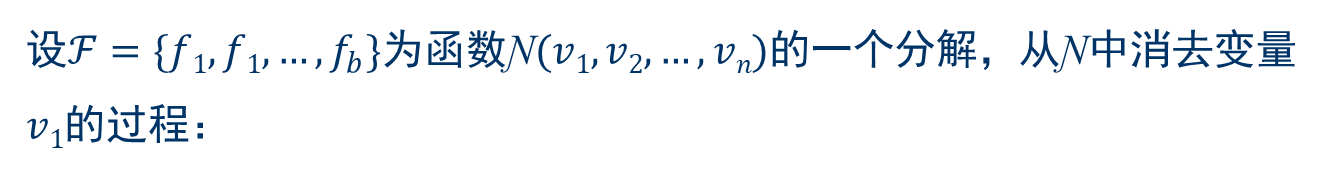 设ℱ = {f₁, f₁, …, f_b}为函数N(v₁, v₂, …, vₙ)的一个分解，从N中消去变量
v₁的过程：